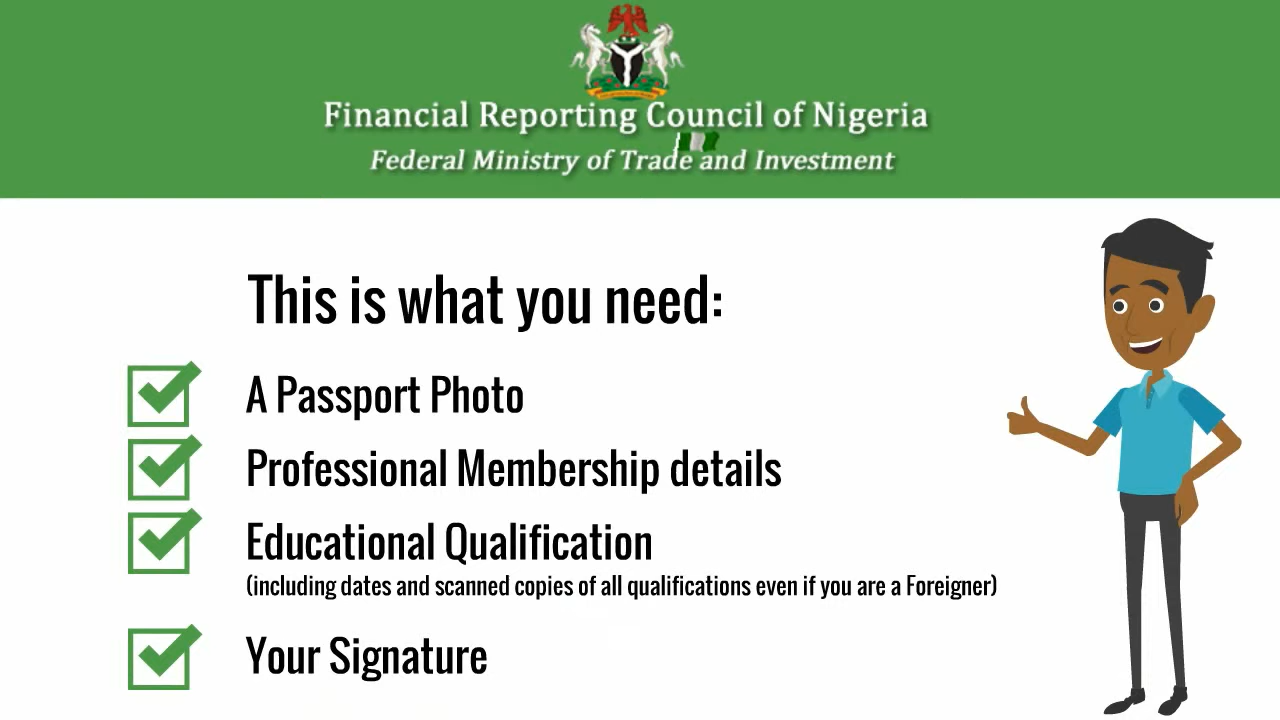 Financial Reporting Council of Nigeria
Federal Ministry of Trade and Investment
This is what you need:
A Passport Photo
Professional Membership details
Educational Qualification
(including dates and scanned copies of all qualifications even if you are a Foreigner)
Your Signature